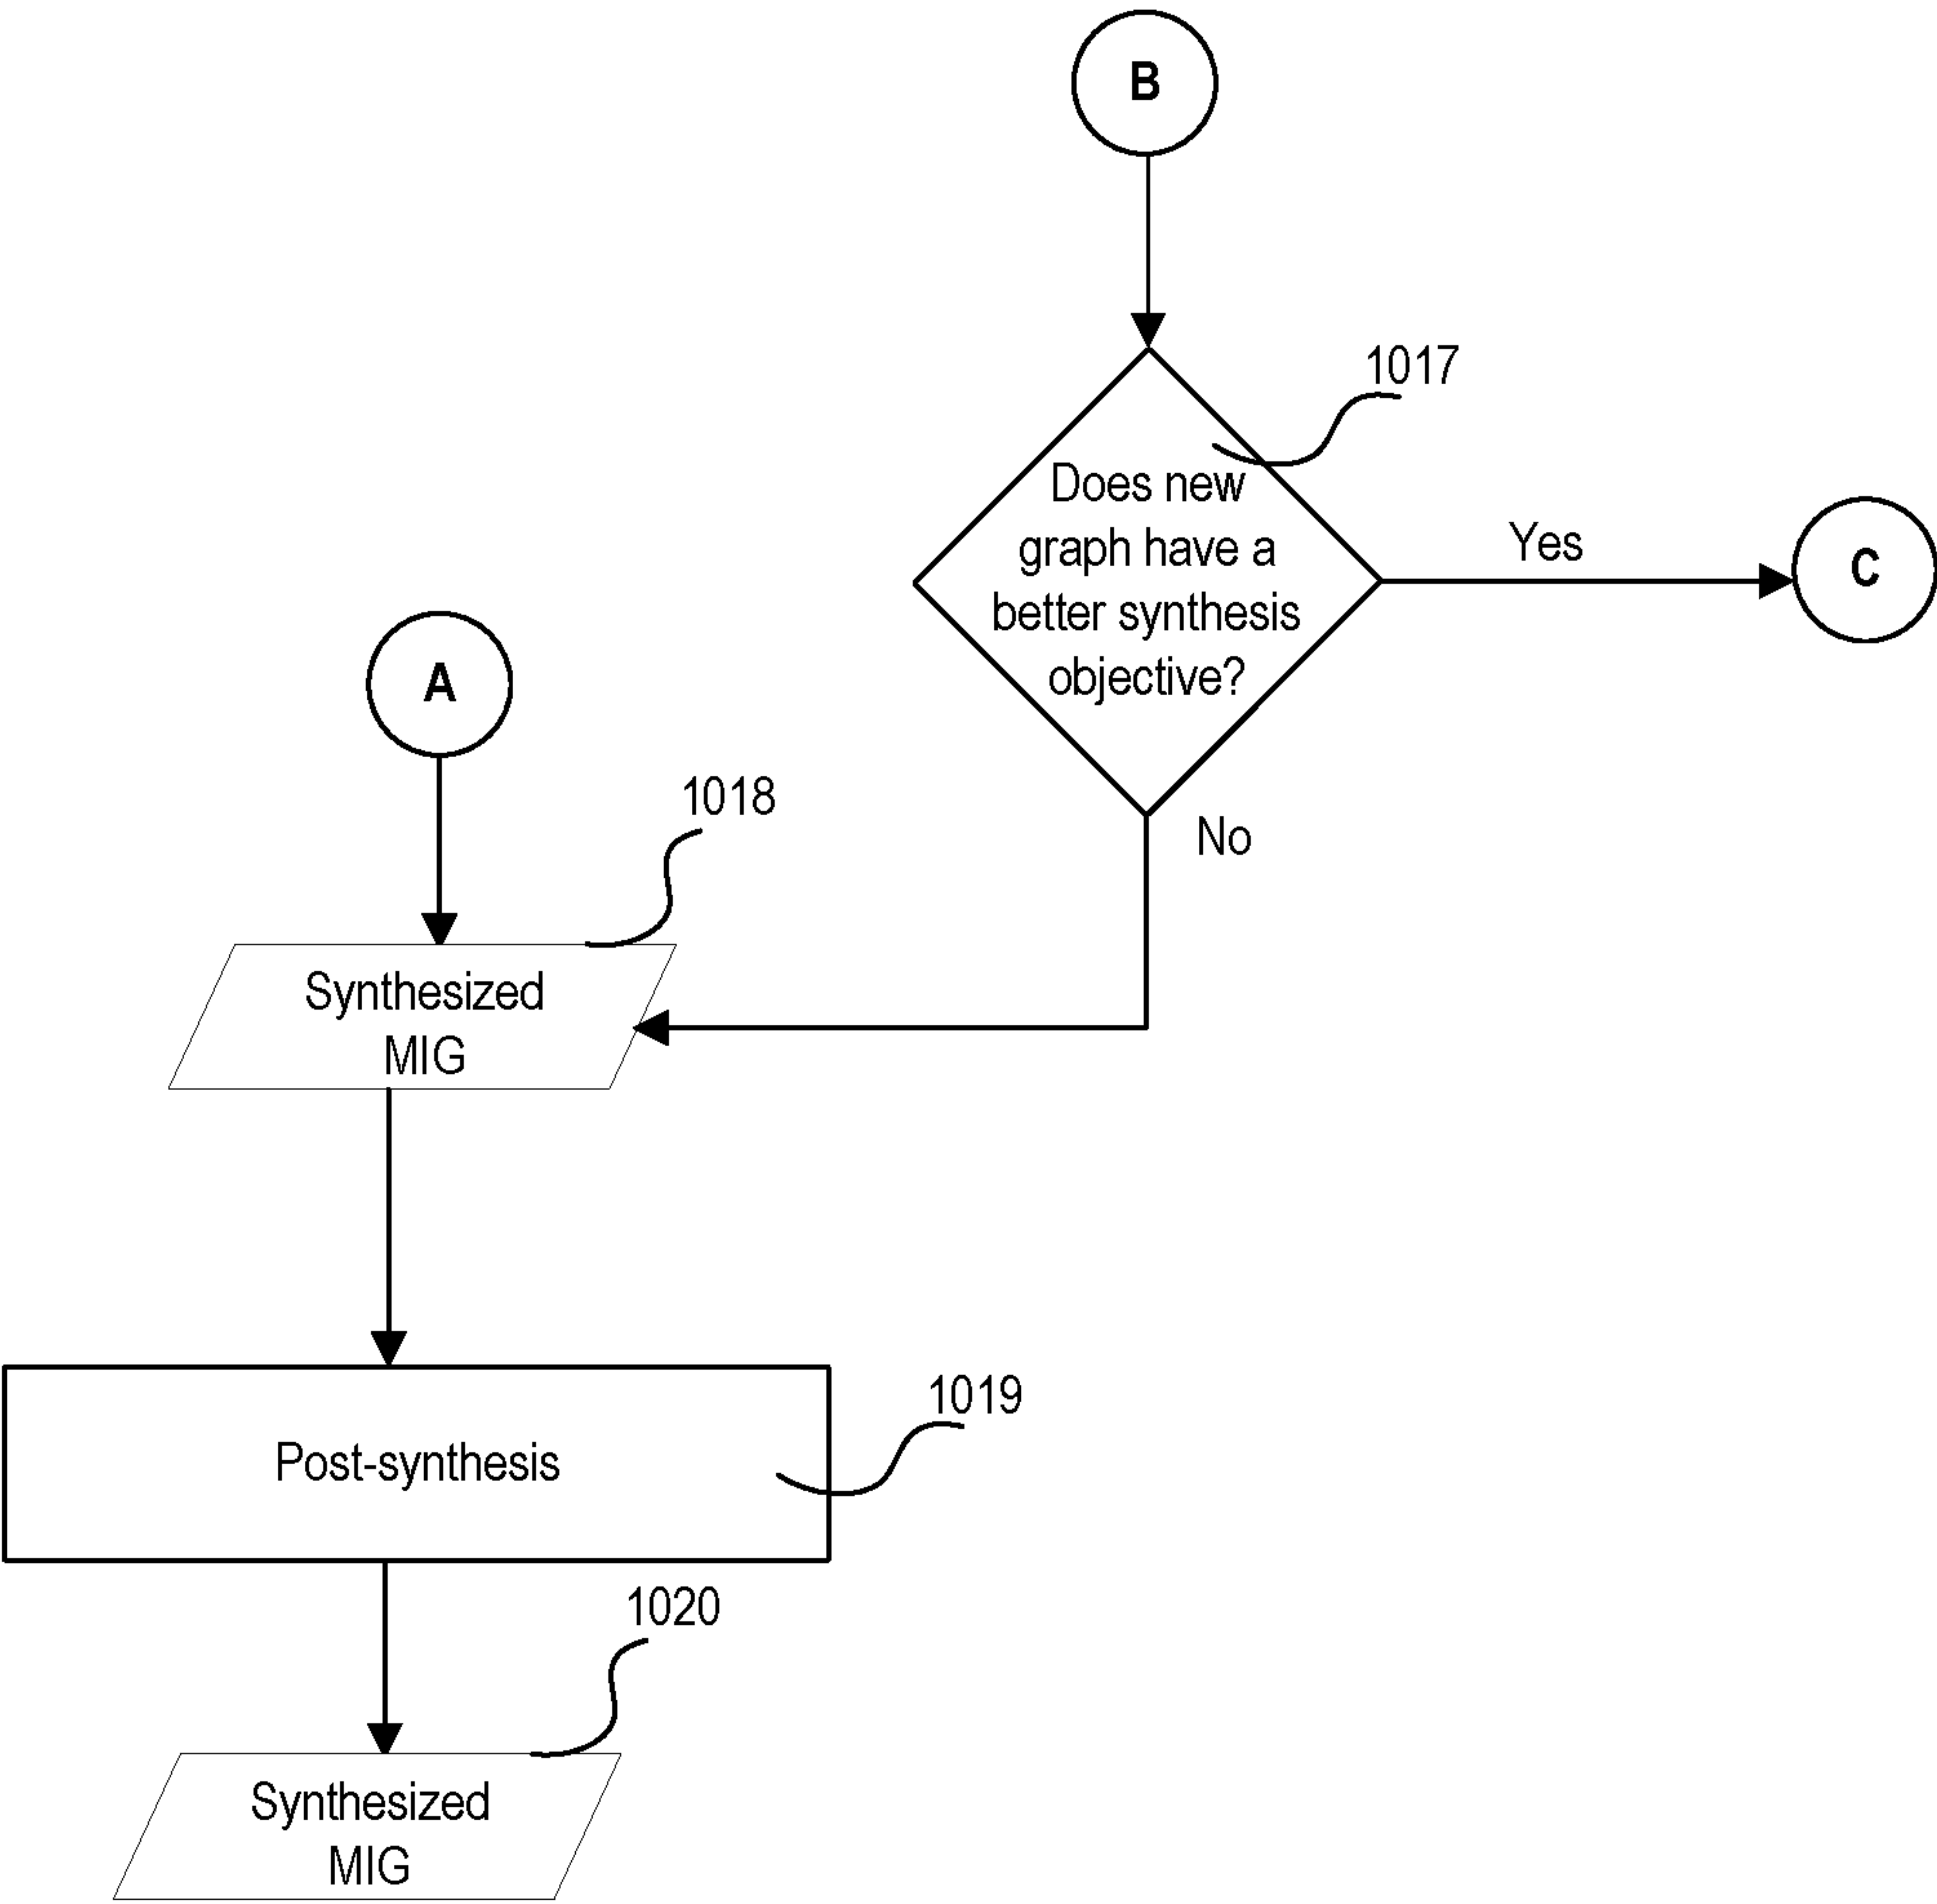 B
1017
Does new
graph have a
better synthesis
objective?
Yes
C
A
1018
No
Synthesized
MIG
1019
Post-synthesis
1020
Synthesized
MIG